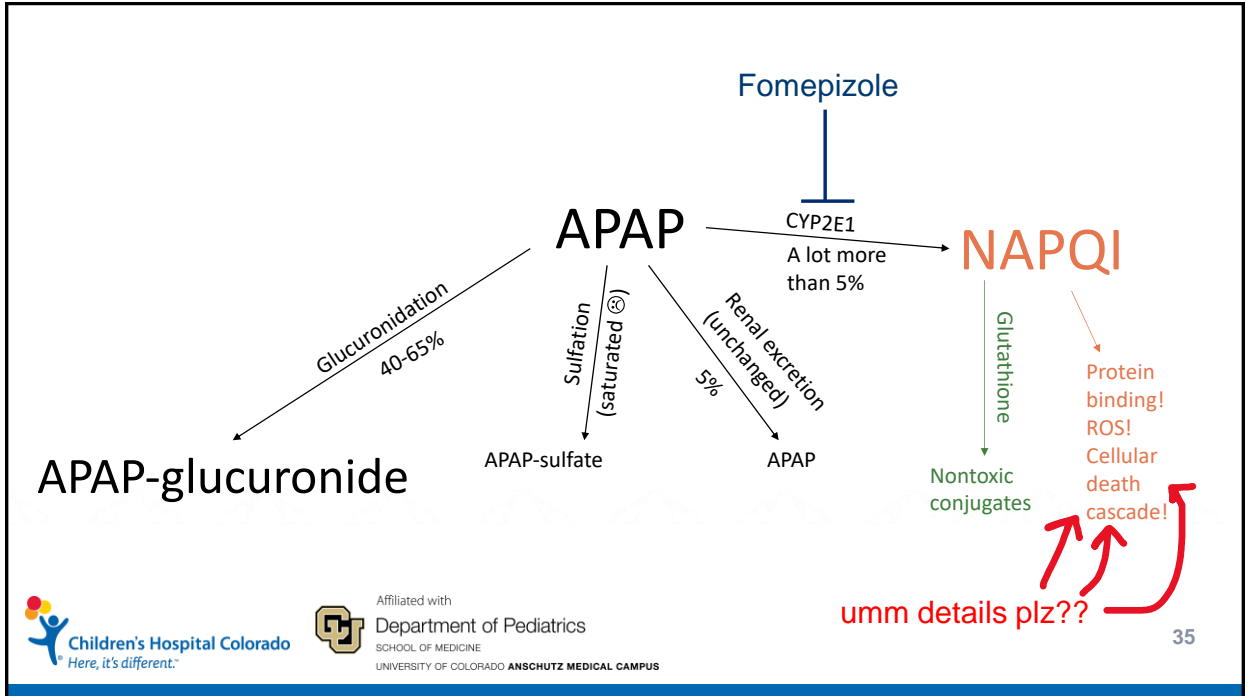 Fomepizole
APAP
CYP2E1
A lot more
than 5%
NAPQI
Glucuronidation
40-65%
Sulfation
(saturated ☹)
Renal excretion
(unchanged)
5%
Glutathione
Protein
binding!
ROS!
Cellular
death
cascade!
APAP-glucuronide
APAP-sulfate
APAP
Nontoxic
conjugates
umm details plz??
Children's Hospital Colorado
Here, it's different.™
CU
Affiliated with
Department of Pediatrics
SCHOOL OF MEDICINE
UNIVERSITY OF COLORADO ANSCHUTZ MEDICAL CAMPUS
35